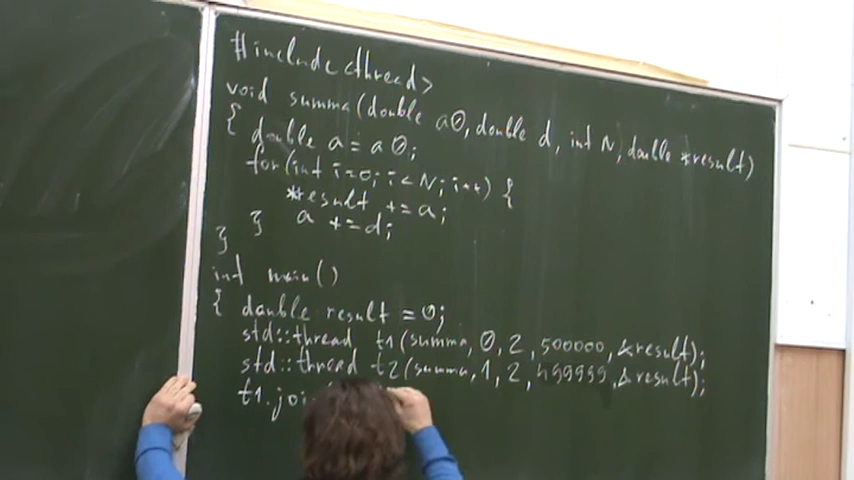 #include<thread>
void summa(double a0, double d, int N, double *result)
{ double a = a0;
for(int i=0; i<N; i++) {
*result += a;
a += d;
}
}
int main()
{ double result = 0;
std::thread t1(summa, 0, 2, 500000, &result);
std::thread t2(summa, 1, 2, 499999, &result);
t1.joi